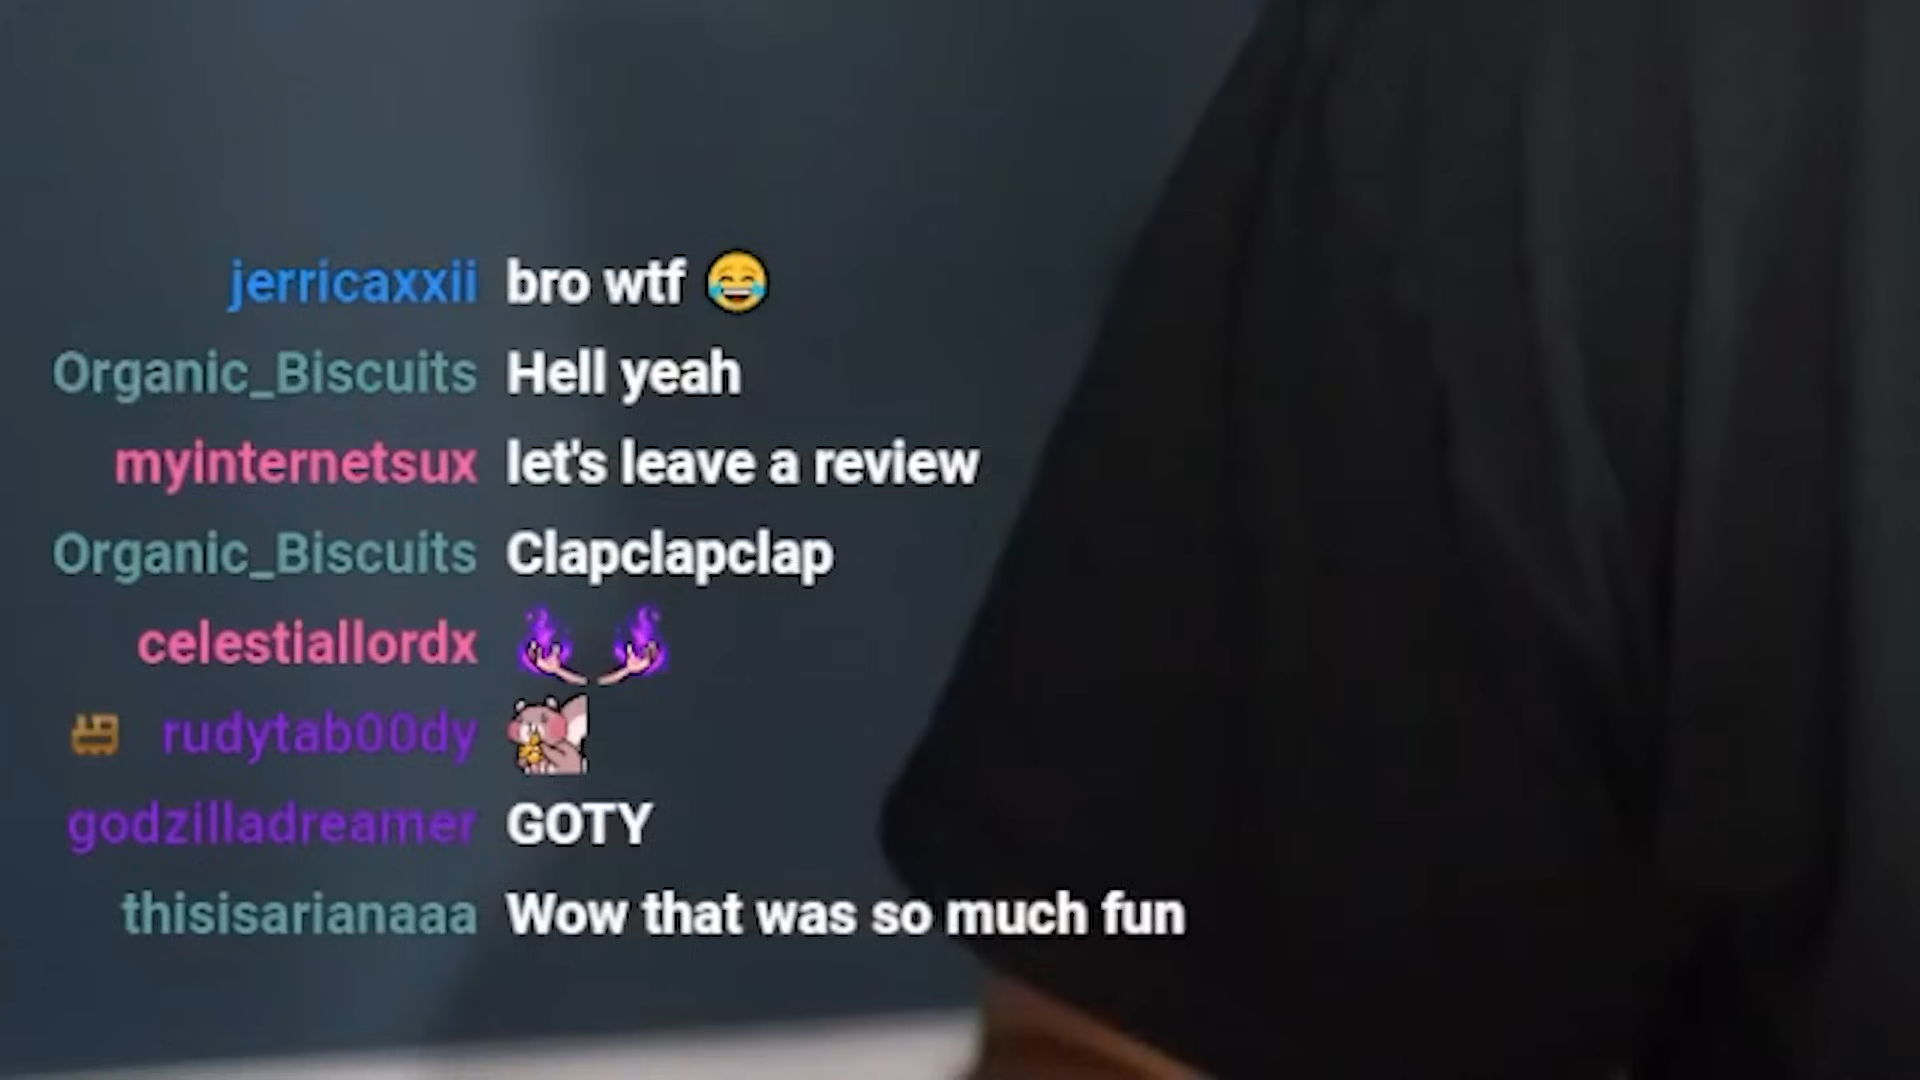 jerricaxxii bro wtf 😂
Organic_Biscuits Hell yeah
myinternetsux let's leave a review
Organic_Biscuits Clapclapclap
celestiallordx
rudytab00dy
godzilladreamer GOTY
thisisarianaaa Wow that was so much fun